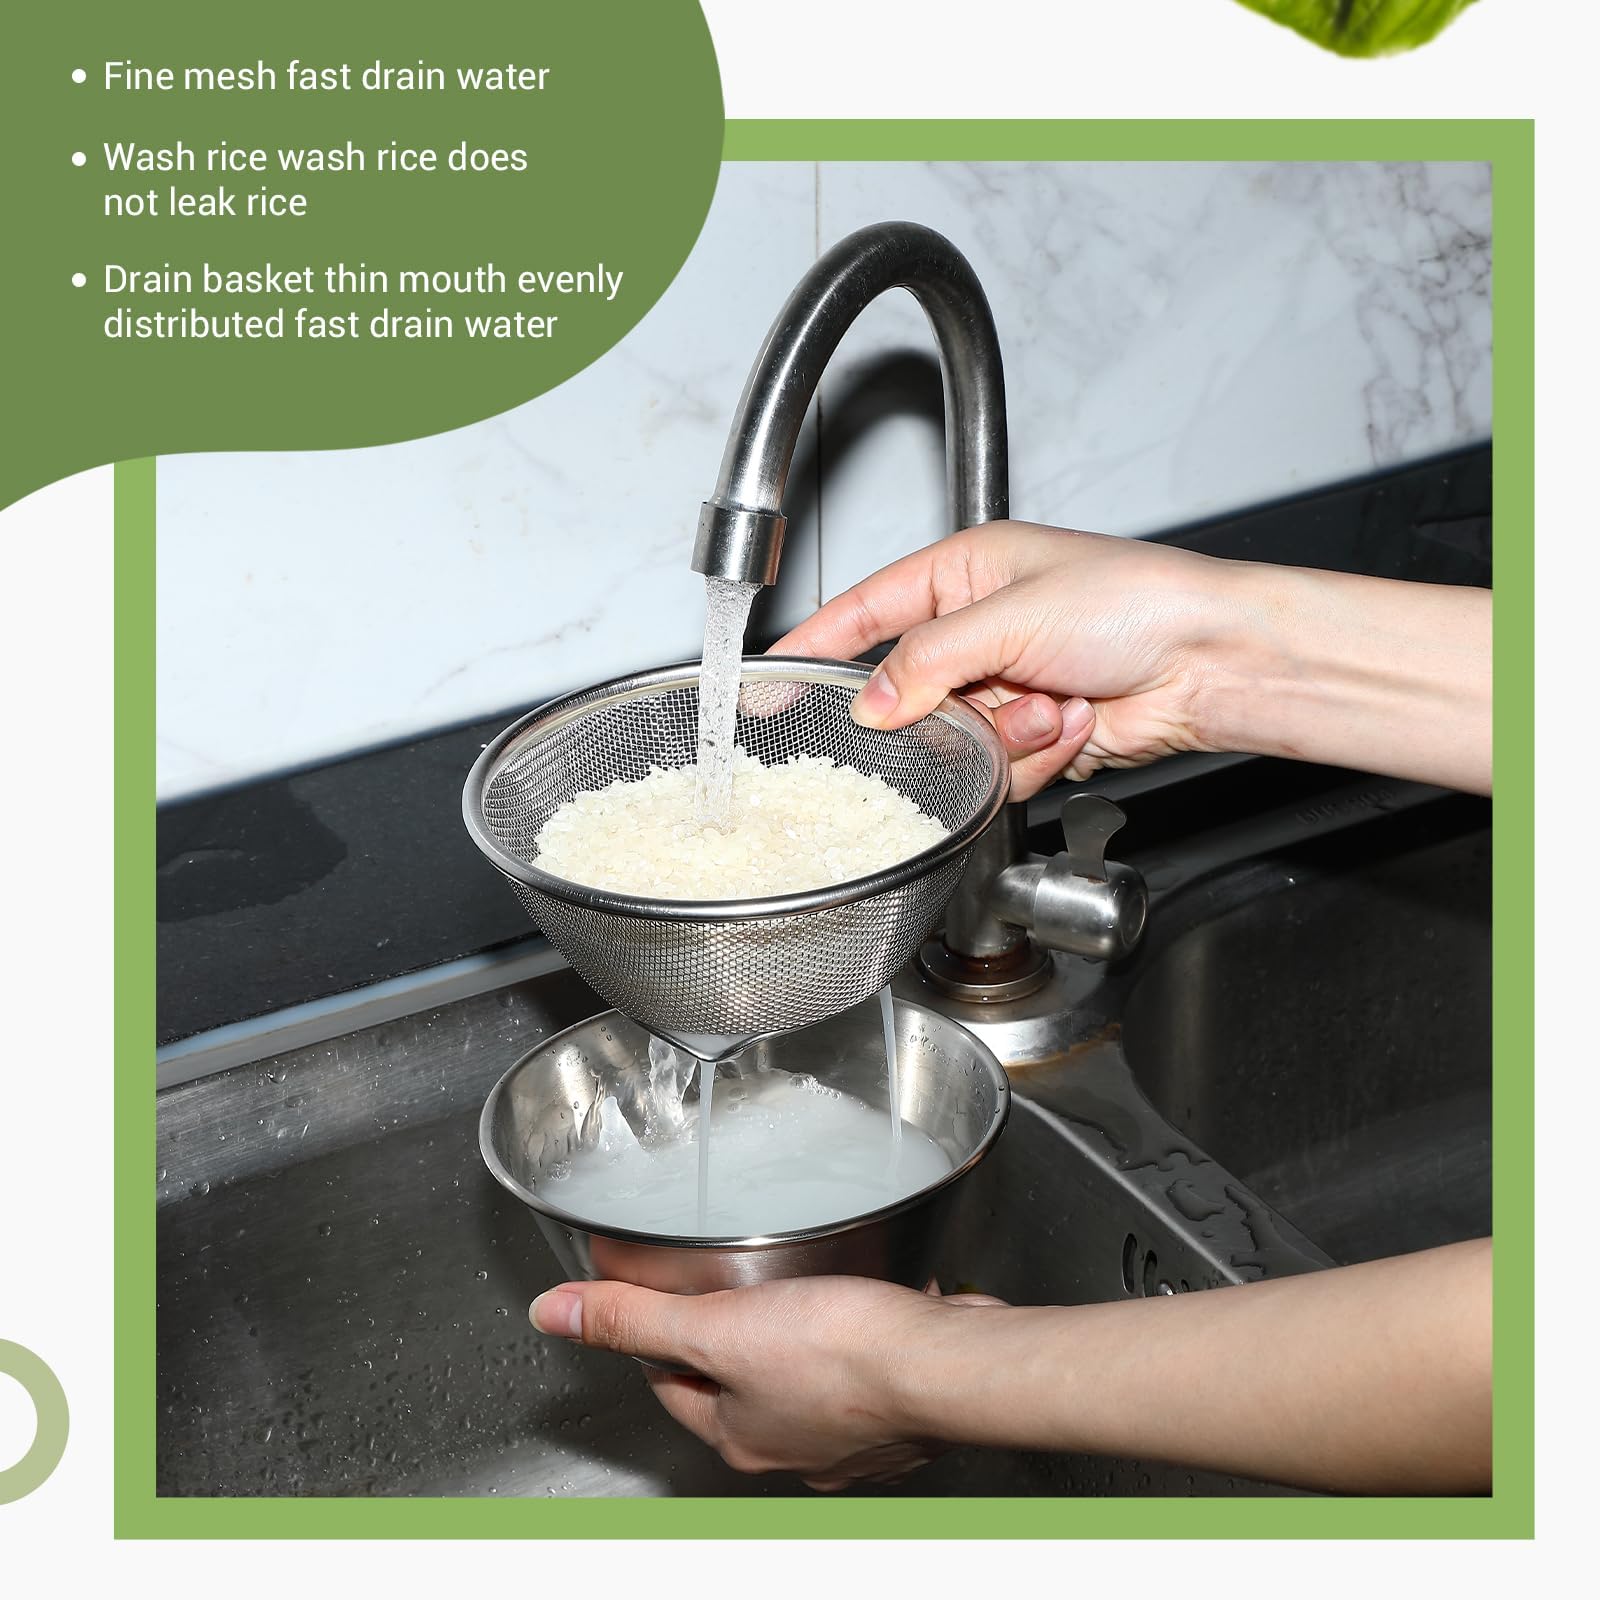 Fine mesh fast drain water
Wash rice wash rice does
not leak rice
Drain basket thin mouth evenly
distributed fast drain water